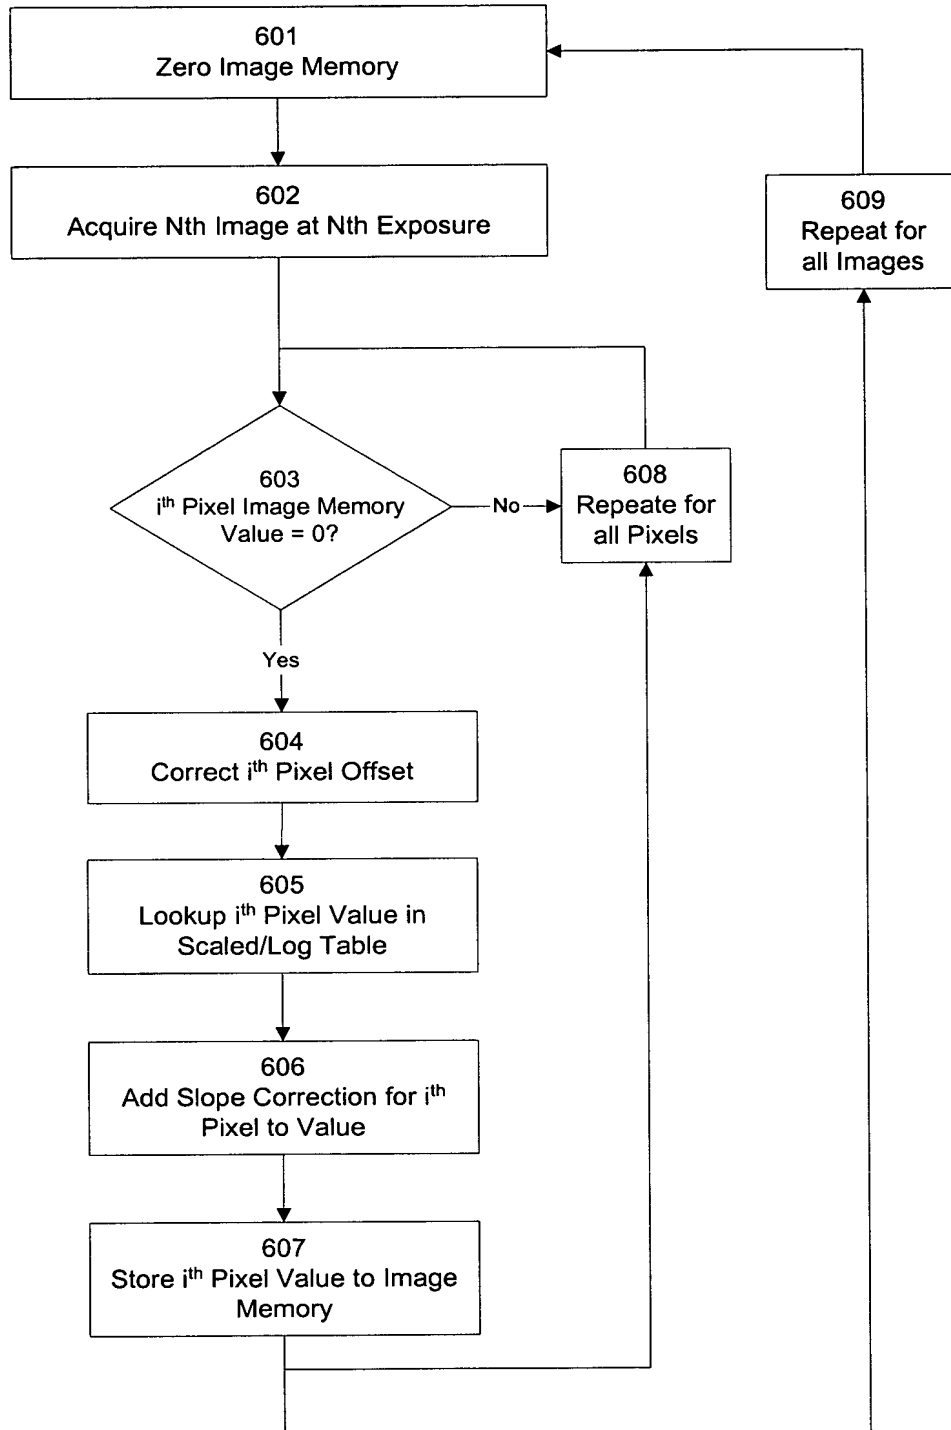 601
Zero Image Memory
602
Acquire Nth Image at Nth Exposure
609
Repeat for
all Images
603
iᵗʰ Pixel Image Memory
Value = 0?
No
608
Repeate for
all Pixels
Yes
604
Correct iᵗʰ Pixel Offset
605
Lookup iᵗʰ Pixel Value in
Scaled/Log Table
606
Add Slope Correction for iᵗʰ
Pixel to Value
607
Store iᵗʰ Pixel Value to Image
Memory